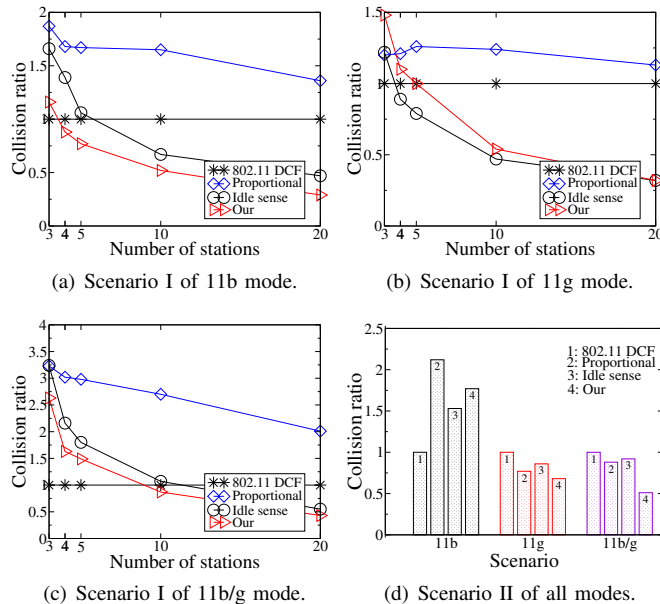 2
1.5
1
0.5
0
Collision ratio
3 4 5 10 20
Number of stations
802.11 DCF
Proportional
Idle sense
Our
(a) Scenario I of 11b mode.
1.5
1
0.5
0
Collision ratio
3 4 5 10 20
Number of stations
802.11 DCF
Proportional
Idle sense
Our
(b) Scenario I of 11g mode.
4
3.5
3
2.5
2
1.5
1
0.5
0
Collision ratio
3 4 5 10 20
Number of stations
802.11 DCF
Proportional
Idle sense
Our
(c) Scenario I of 11b/g mode.
2.5
2
1.5
1
0.5
0
Collision ratio
1: 802.11 DCF
2: Proportional
3: Idle sense
4: Our
1 2 3 4
1 2 3 4
1 2 3 4
11b 11g 11b/g
Scenario
(d) Scenario II of all modes.